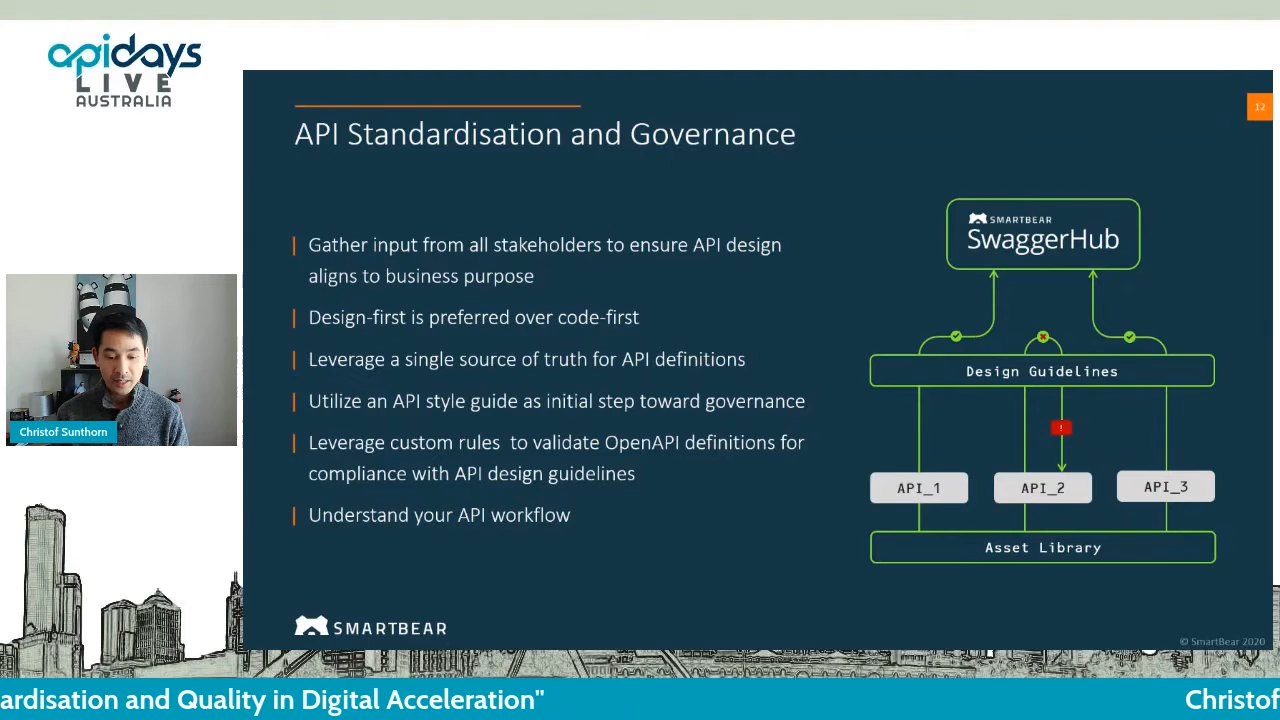 apidays
LIVE
AUSTRALIA
12
API Standardisation and Governance
Gather input from all stakeholders to ensure API design
aligns to business purpose
Design-first is preferred over code-first
Leverage a single source of truth for API definitions
Utilize an API style guide as initial step toward governance
Leverage custom rules to validate OpenAPI definitions for
compliance with API design guidelines
Understand your API workflow
SMARTBEAR
SwaggerHub
Design Guidelines
!
API_1
API_2
API_3
Asset Library
Christof Sunthorn
SMARTBEAR
© SmartBear 2020
ardisation and Quality in Digital Acceleration"
Christof